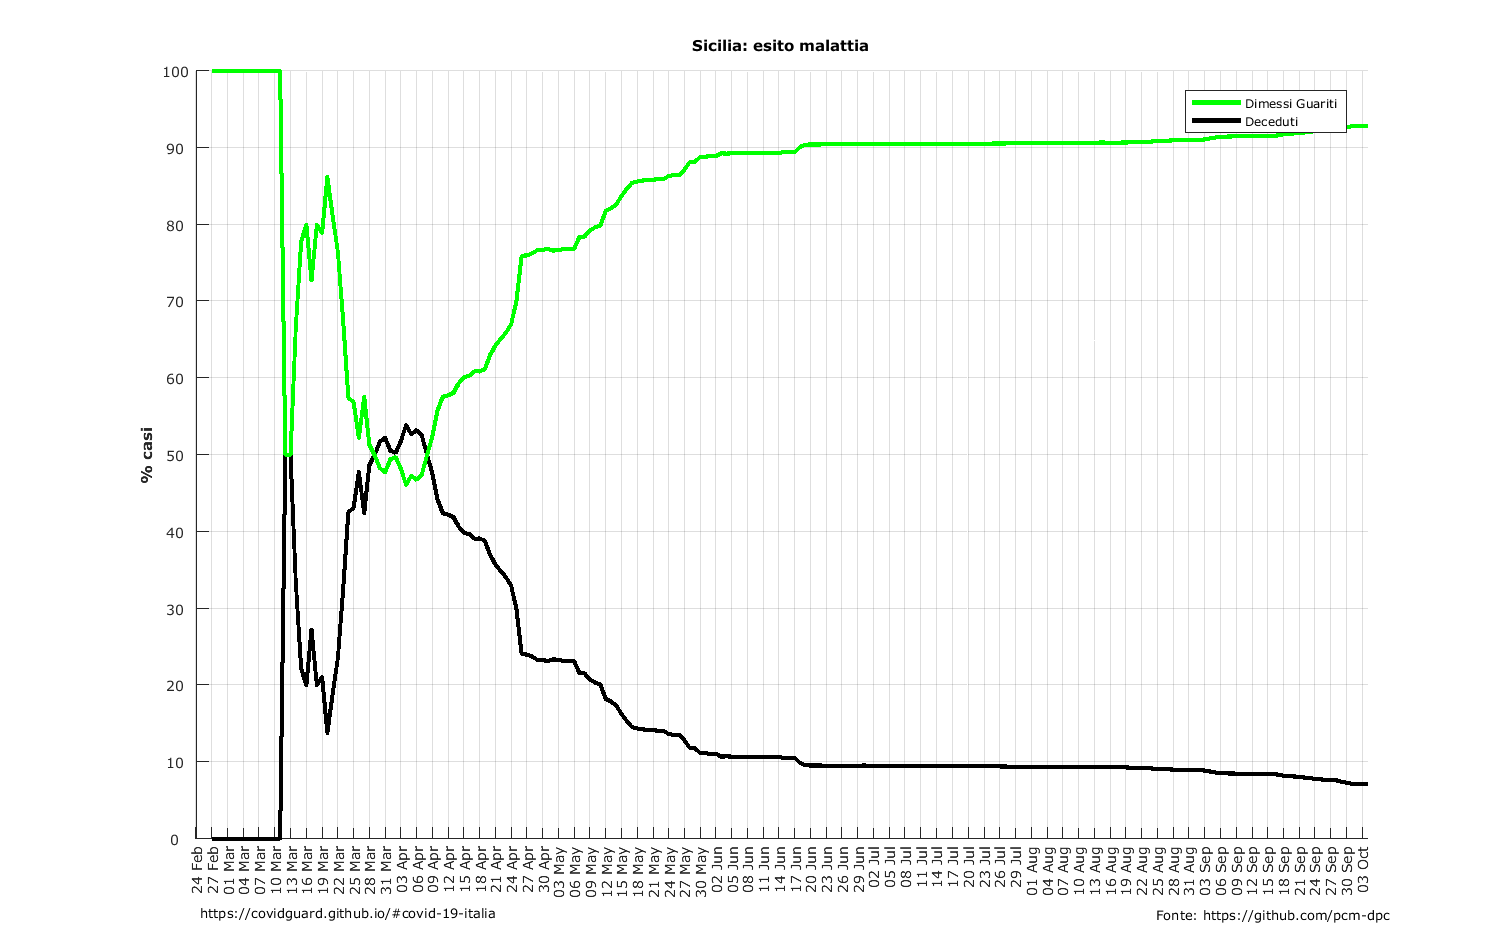 Sicilia: esito malattia
100
90
80
70
60
50
40
30
20
10
0
% casi
Dimessi Guariti
Deceduti
24 Feb
27 Feb
01 Mar
04 Mar
07 Mar
10 Mar
13 Mar
16 Mar
19 Mar
22 Mar
25 Mar
28 Mar
31 Mar
03 Apr
06 Apr
09 Apr
12 Apr
15 Apr
18 Apr
21 Apr
24 Apr
27 Apr
30 Apr
03 May
06 May
09 May
12 May
15 May
18 May
21 May
24 May
27 May
30 May
02 Jun
05 Jun
08 Jun
11 Jun
14 Jun
17 Jun
20 Jun
23 Jun
26 Jun
29 Jun
02 Jul
05 Jul
08 Jul
11 Jul
14 Jul
17 Jul
20 Jul
23 Jul
26 Jul
29 Jul
01 Aug
04 Aug
07 Aug
10 Aug
13 Aug
16 Aug
19 Aug
22 Aug
25 Aug
28 Aug
31 Aug
03 Sep
06 Sep
09 Sep
12 Sep
15 Sep
18 Sep
21 Sep
24 Sep
27 Sep
30 Sep
03 Oct
https://covidguard.github.io/#covid-19-italia
Fonte: https://github.com/pcm-dpc